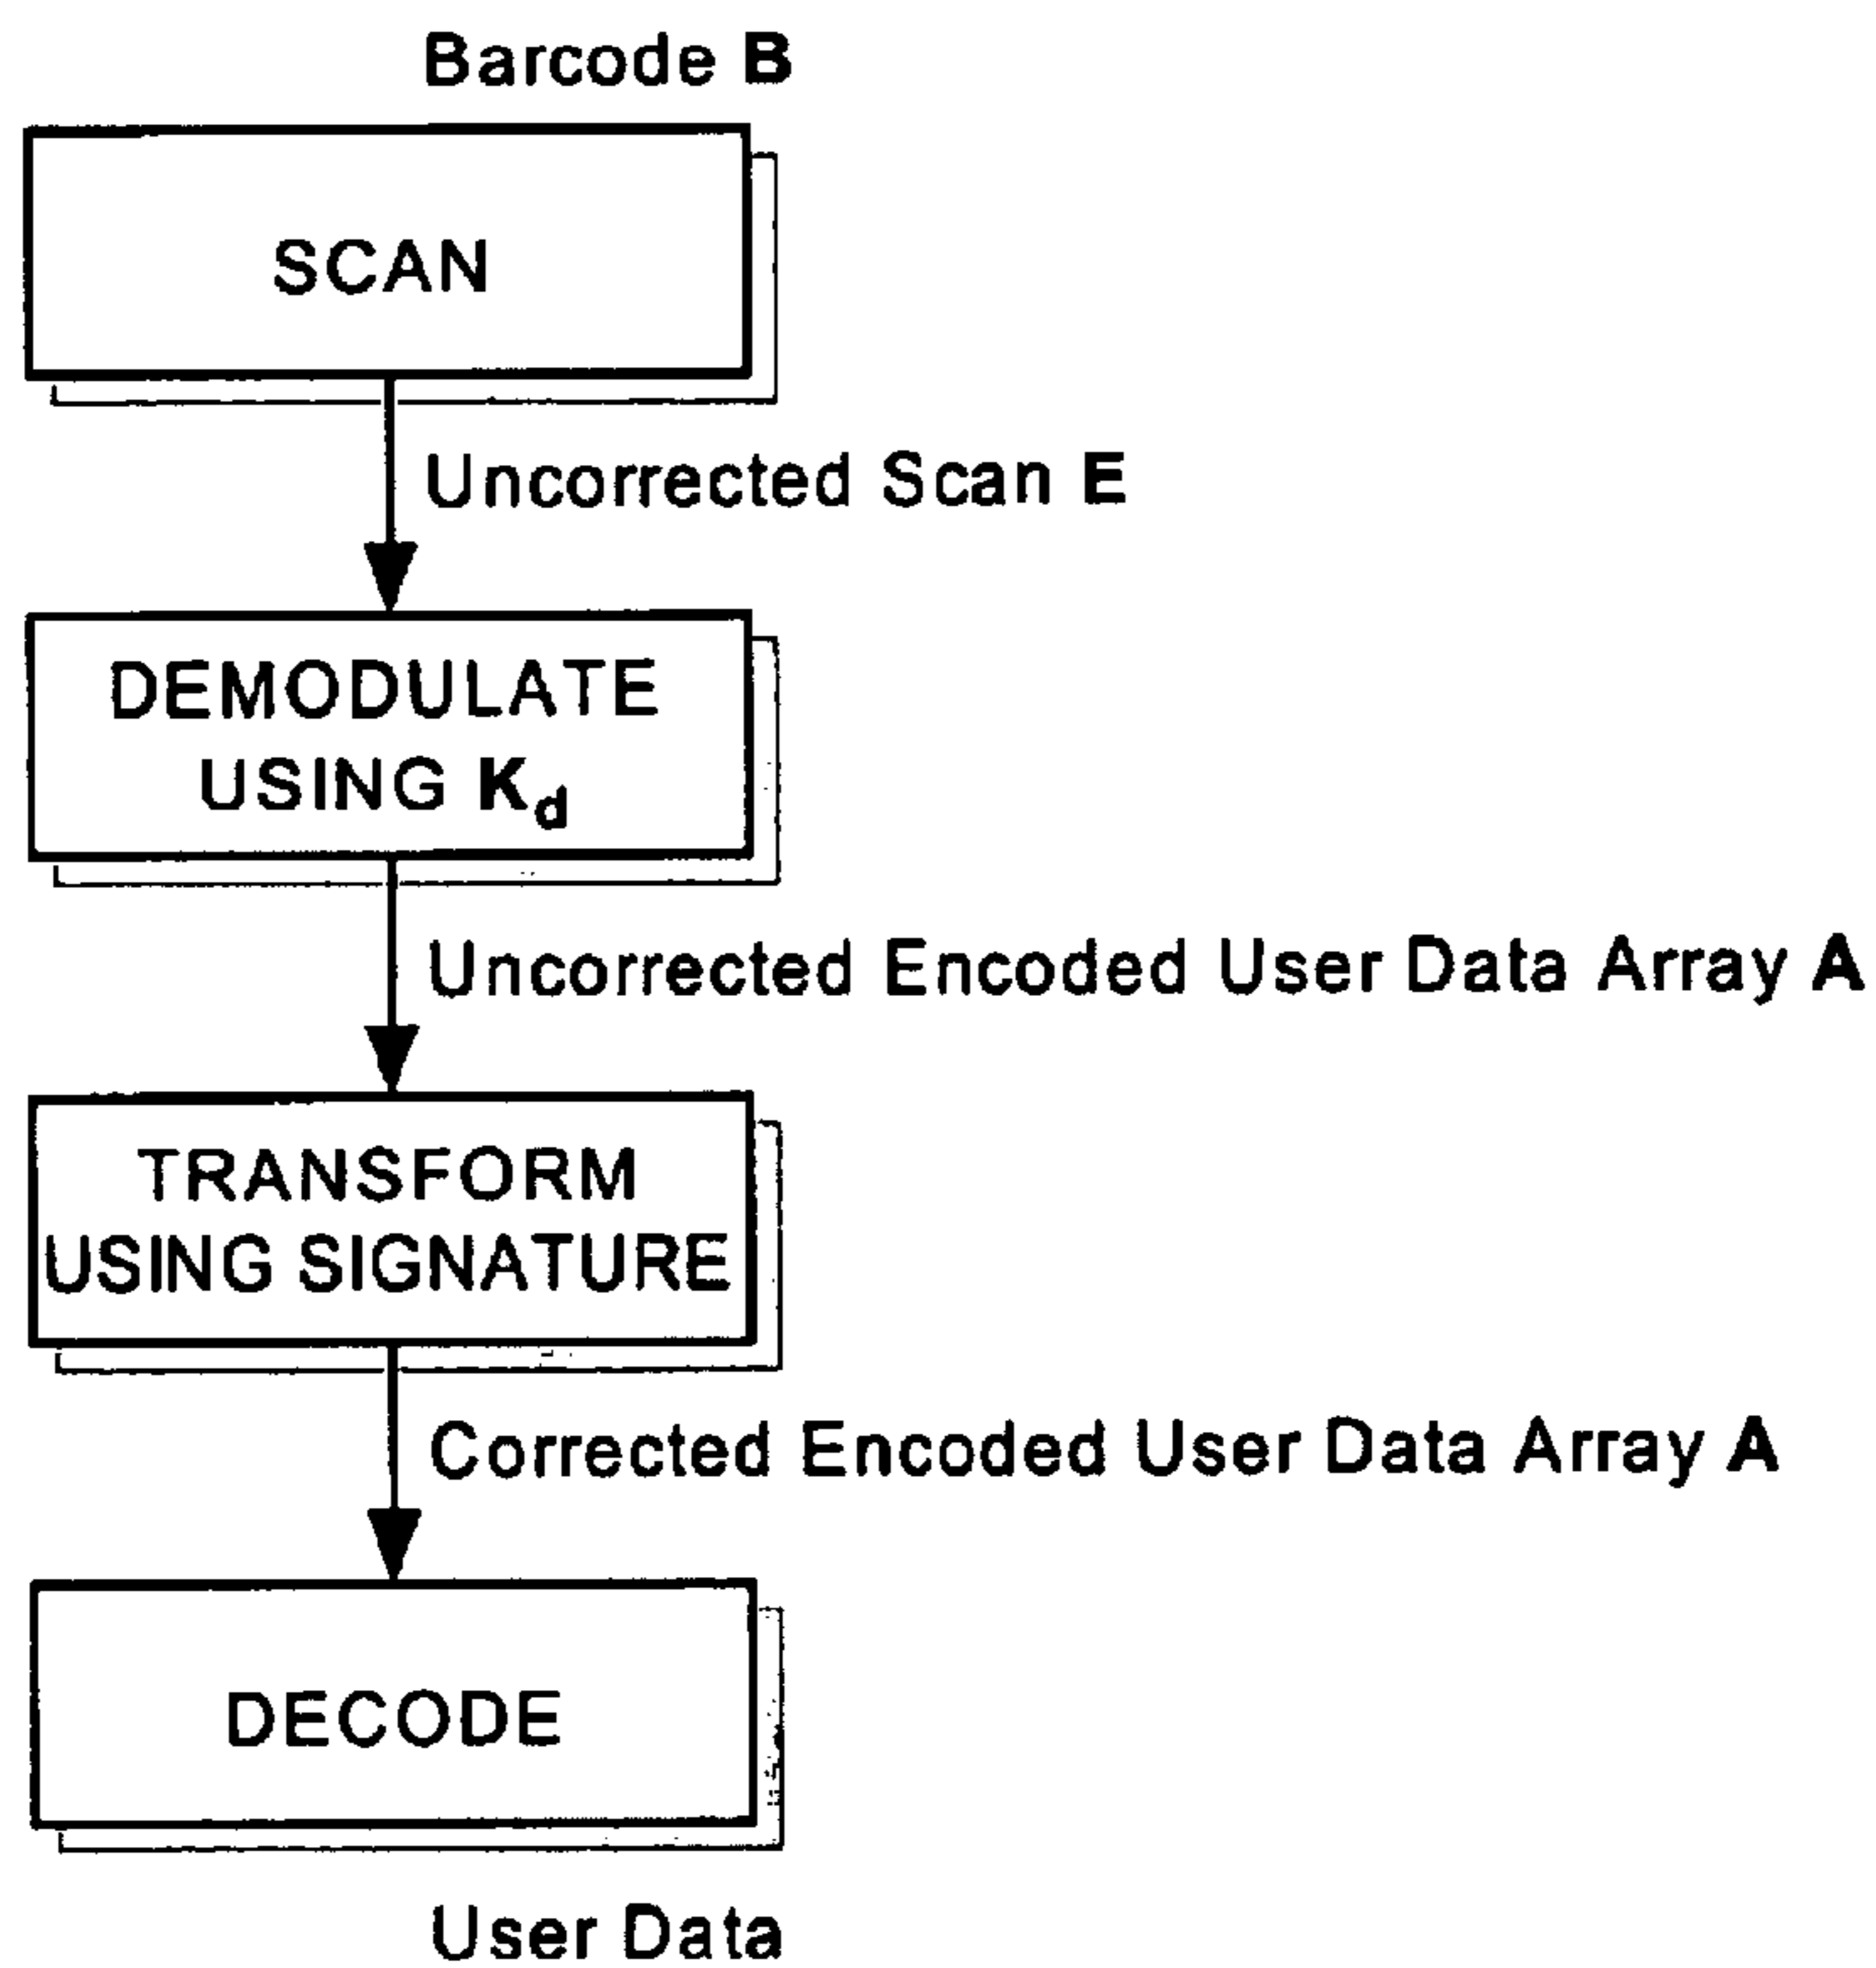 Barcode B
SCAN
Uncorrected Scan E
DEMODULATE
USING Kd
Uncorrected Encoded User Data Array A
TRANSFORM
USING SIGNATURE
Corrected Encoded User Data Array A
DECODE
User Data